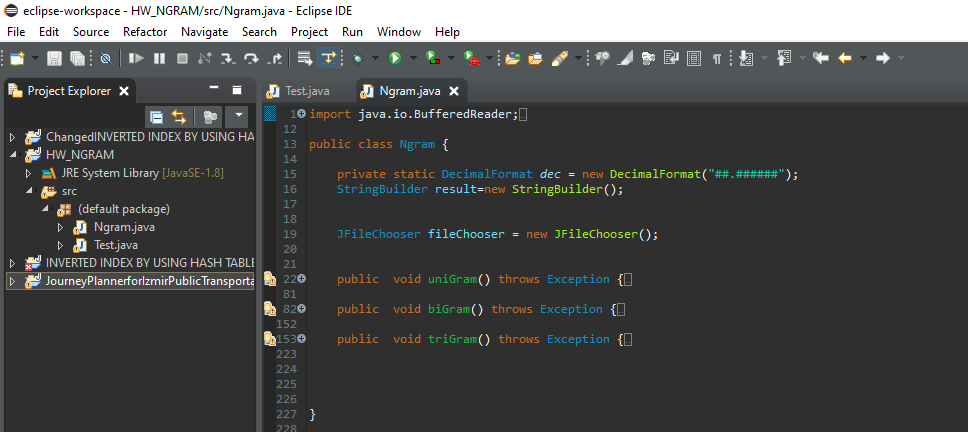 eclipse-workspace - HW_NGRAM/src/Ngram.java - Eclipse IDE
File Edit Source Refactor Navigate Search Project Run Window Help
Project Explorer
Test.java
Ngram.java
ChangedINVERTED INDEX BY USING HA
HW_NGRAM
JRE System Library [JavaSE-1.8]
src
(default package)
Ngram.java
Test.java
INVERTED INDEX BY USING HASH TABLE
JourneyPlannerforIzmirPublicTransporta
1 import java.io.BufferedReader;
12
13 public class Ngram {
14
15 private static DecimalFormat dec = new DecimalFormat("##.######");
16 StringBuilder result=new StringBuilder();
17
18
19 JFileChooser fileChooser = new JFileChooser();
20
21
22 public  void uniGram() throws Exception {
81
82 public  void biGram() throws Exception {
152
153 public  void triGram() throws Exception {
223
224
225
226
227 }
228